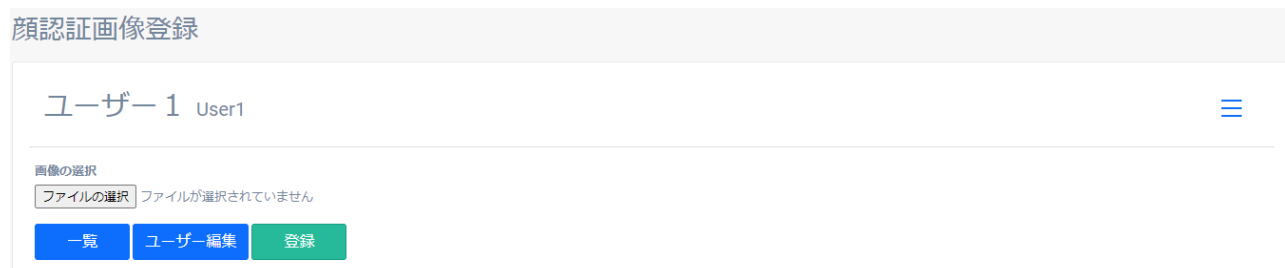 顔認証画像登録
ユーザー１ User1
画像の選択
ファイルの選択 ファイルが選択されていません
一覧 ユーザー編集 登録